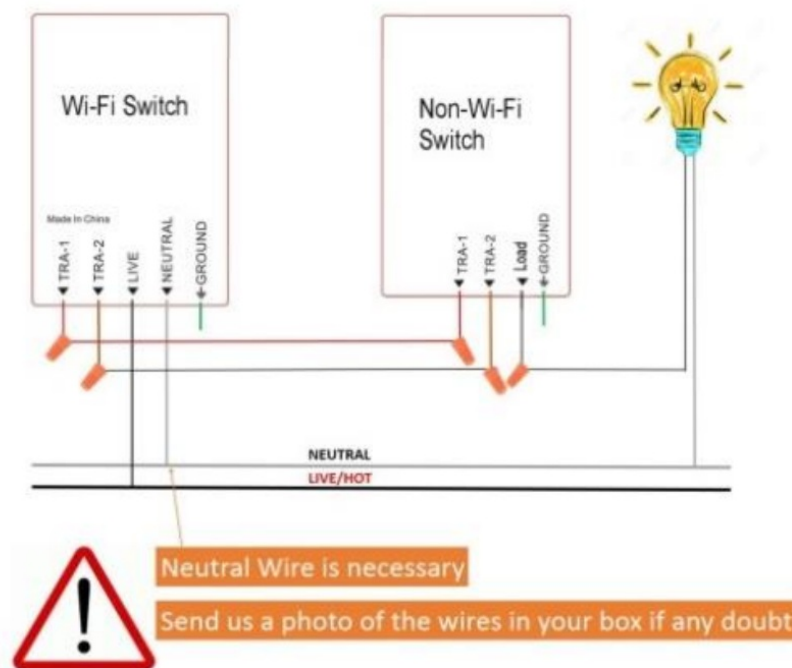 Wi-Fi Switch
Non-Wi-Fi
Switch
Made In China
TRA-1
TRA-2
LIVE
NEUTRAL
GROUND
TRA-1
TRA-2
Load
GROUND
NEUTRAL
LIVE/HOT
Neutral Wire is necessary
Send us a photo of the wires in your box if any doubt